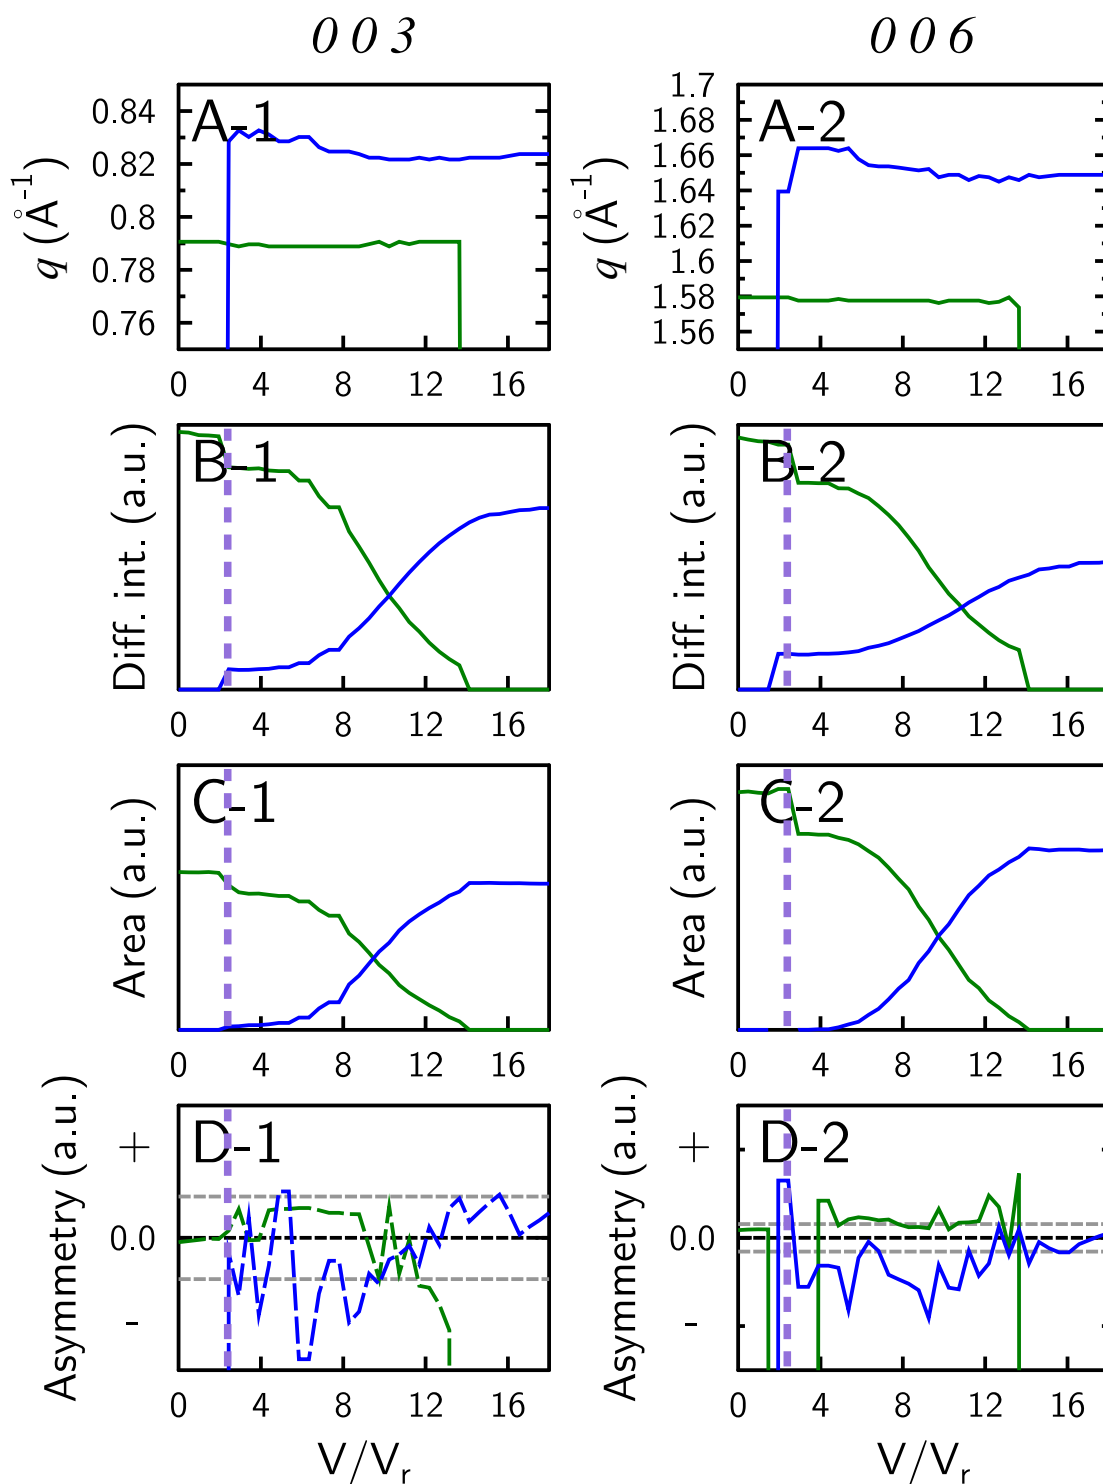 0 0 3
0 0 6
A-1
q (Å⁻¹)
0.84
0.82
0.8
0.78
0.76
0 4 8 12 16
A-2
q (Å⁻¹)
1.7
1.68
1.66
1.64
1.62
1.6
1.58
1.56
0 4 8 12 16
B-1
Diff. int. (a.u.)
0 4 8 12 16
B-2
Diff. int. (a.u.)
0 4 8 12 16
C-1
Area (a.u.)
0 4 8 12 16
C-2
Area (a.u.)
0 4 8 12 16
D-1
Asymmetry (a.u.)
+
0.0
-
0 4 8 12 16
V/Vᵣ
D-2
Asymmetry (a.u.)
+
0.0
-
0 4 8 12 16
V/Vᵣ